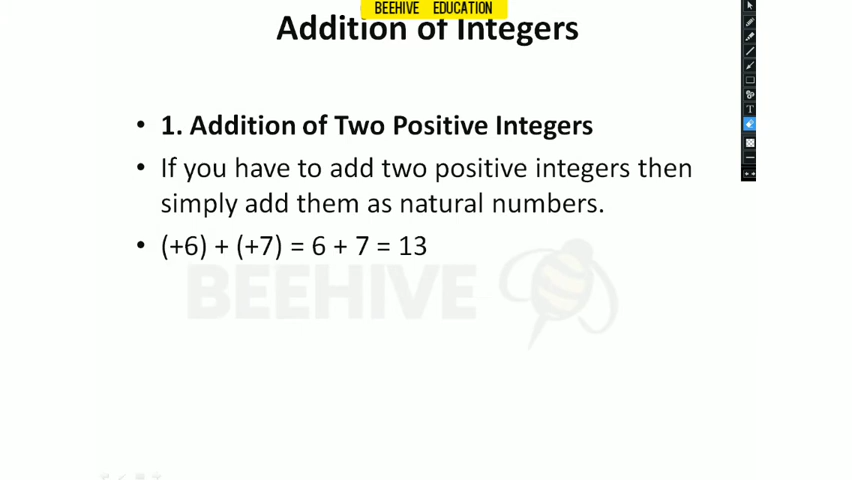 BEEHIVE EDUCATION
Addition of Integers
• 1. Addition of Two Positive Integers
• If you have to add two positive integers then
simply add them as natural numbers.
• (+6) + (+7) = 6 + 7 = 13
BEEHIVE
T